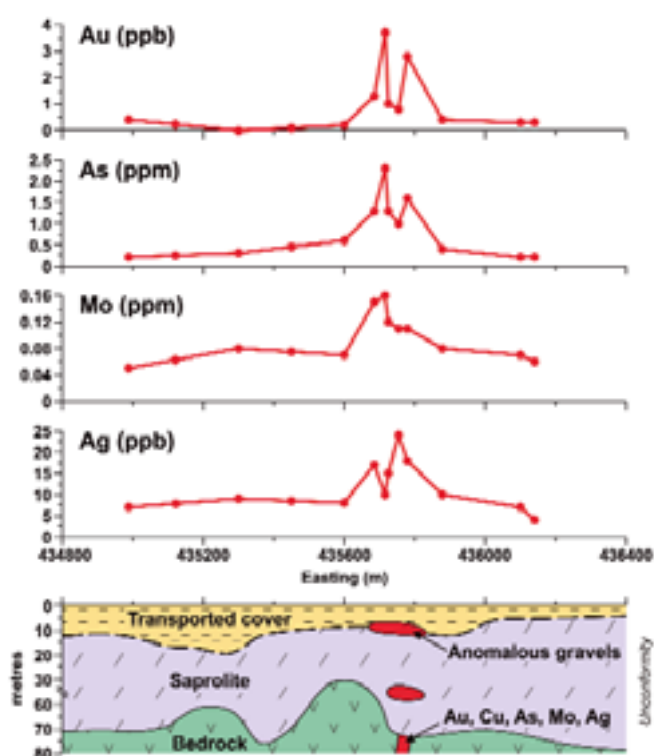 Au (ppb)
4
3
2
1
0
As (ppm)
2.5
2.0
1.5
1.0
0.5
0
Mo (ppm)
0.16
0.12
0.08
0.04
0
Ag (ppb)
25
20
15
10
5
0
434800 435200 435600 436000 436400
Easting (m)
0
10
20
30
metres
70
80
Transported cover
Anomalous gravels
Saprolite
Au, Cu, As, Mo, Ag
Bedrock
Unconformity